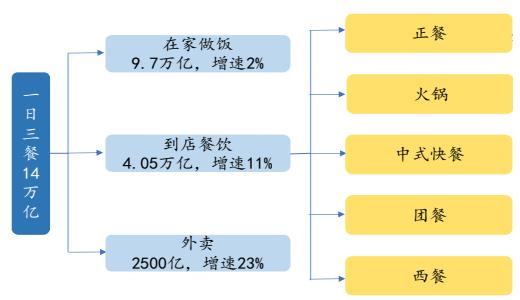 一日三餐14万亿
在家做饭
9.7万亿，增速2%
到店餐饮
4.05万亿，增速11%
外卖
2500亿，增速23%
正餐
火锅
中式快餐
团餐
西餐